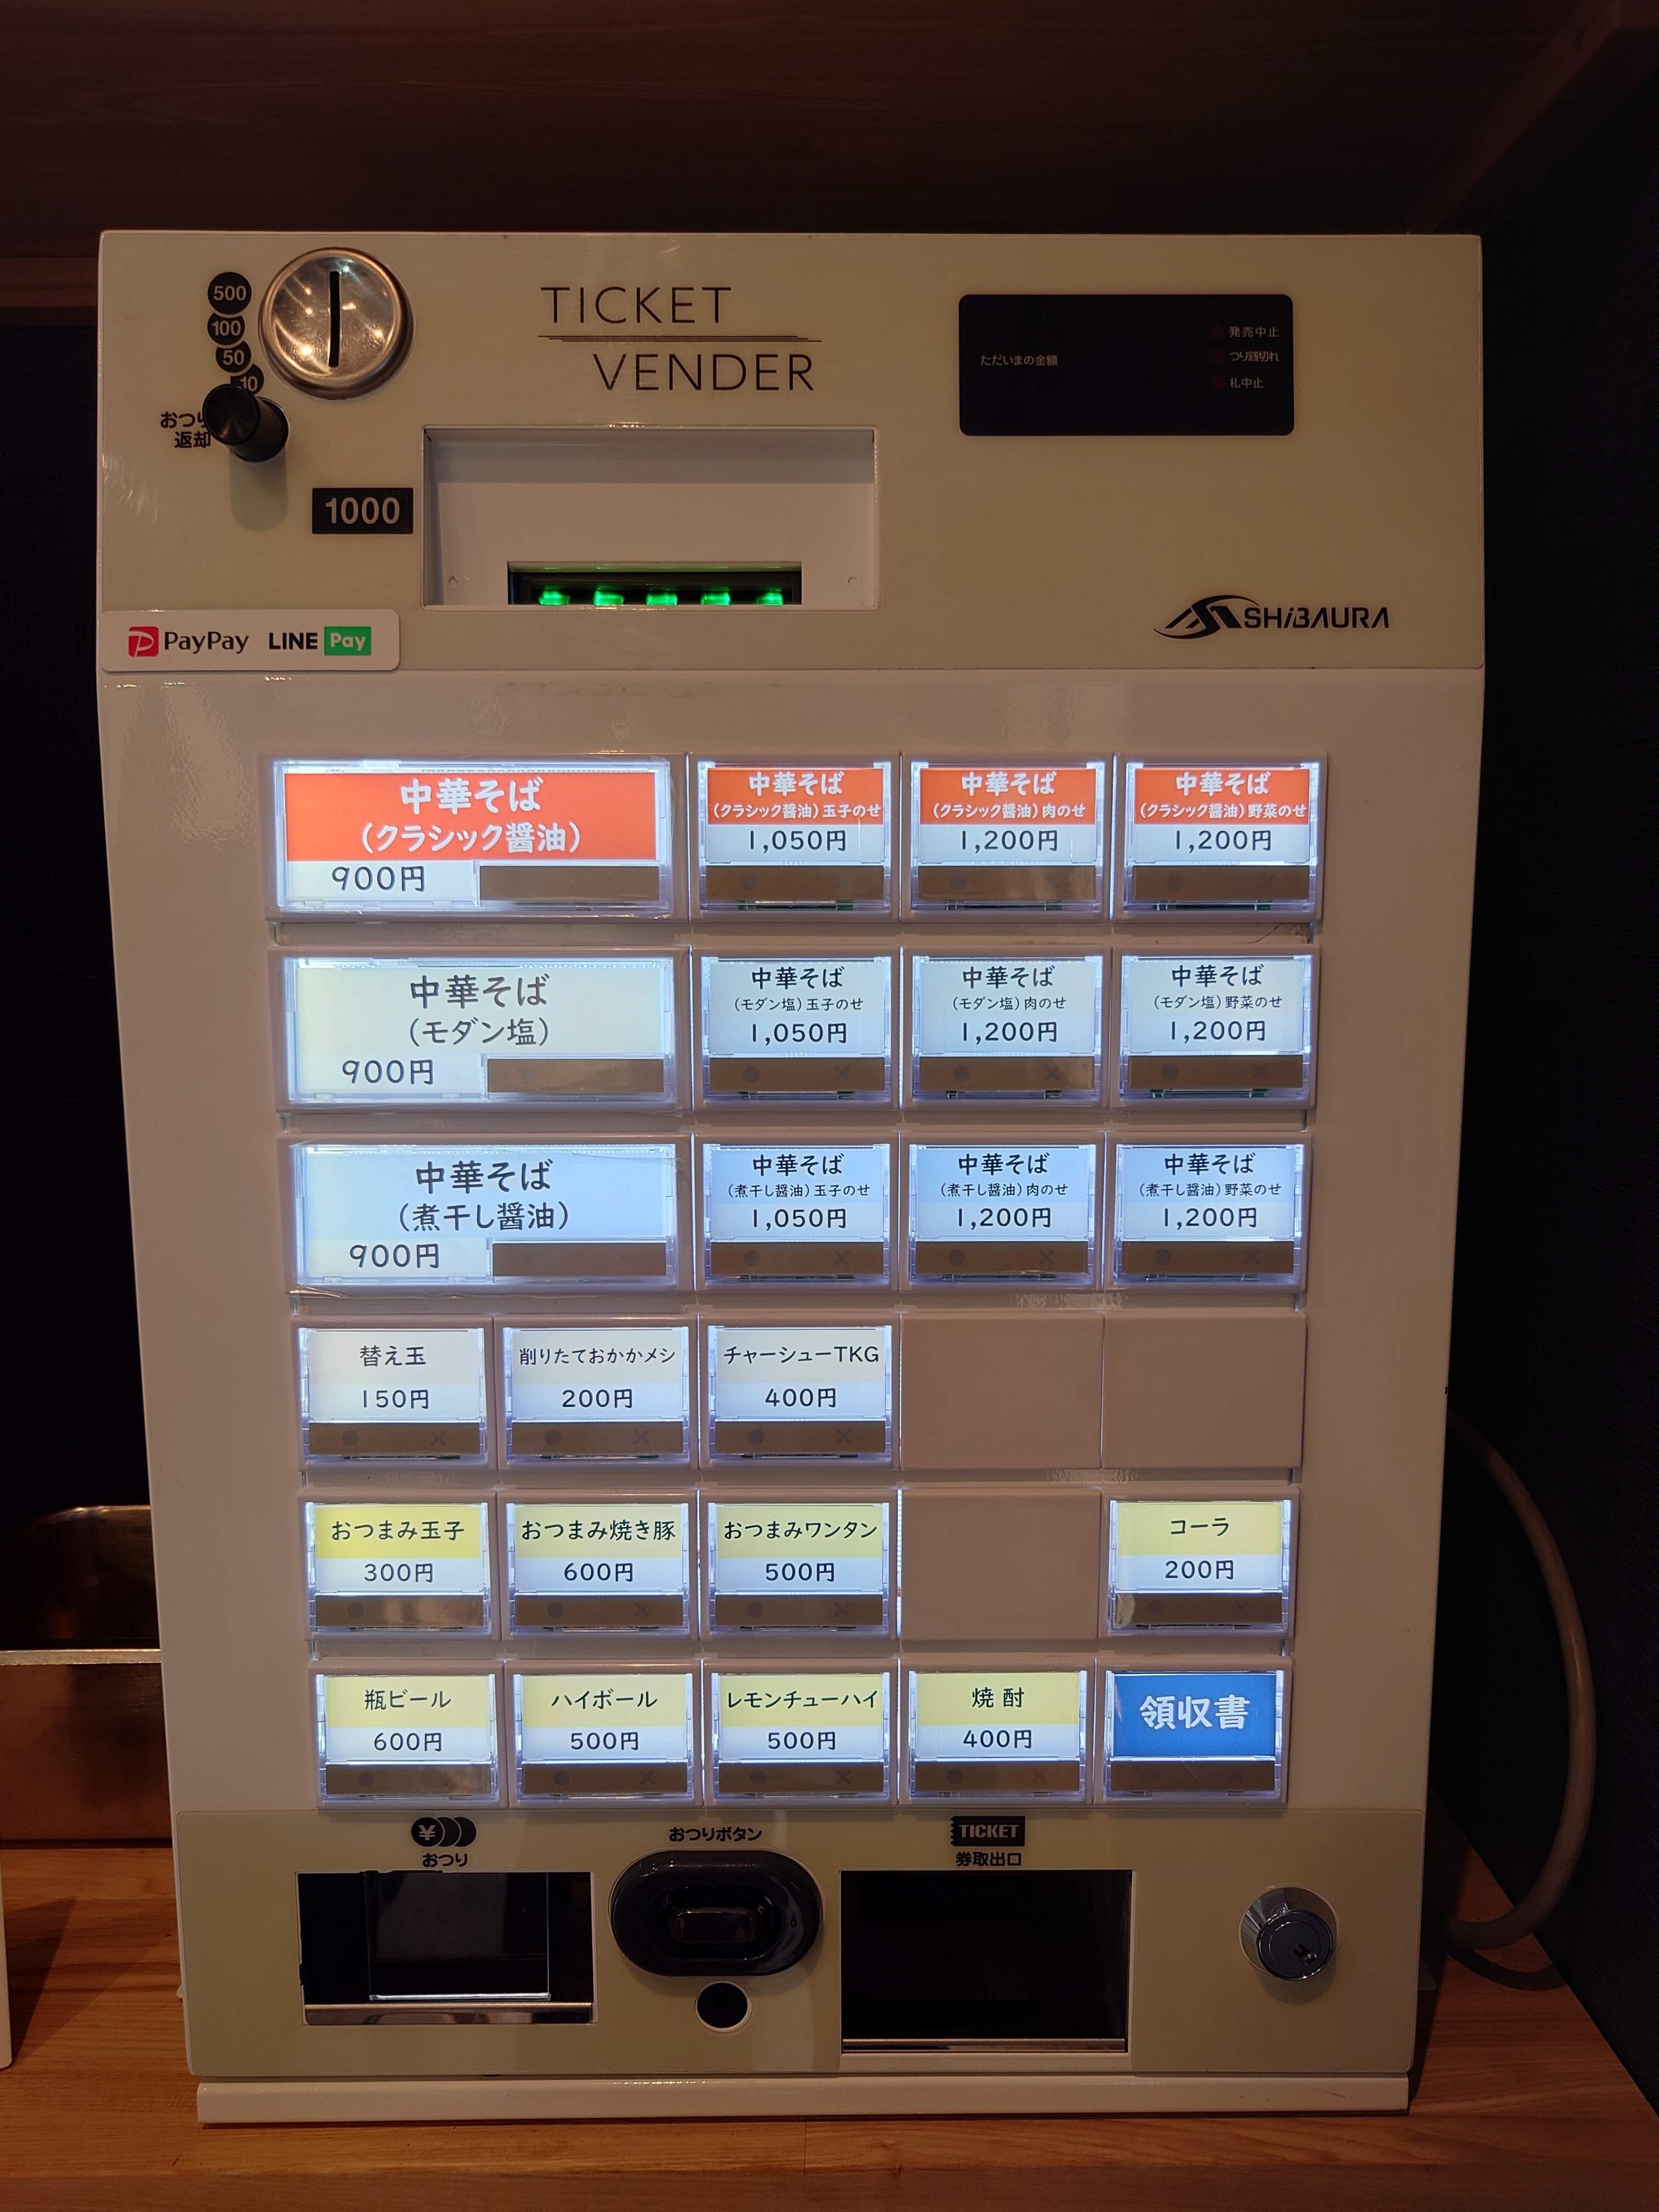 500
100
50
10
おつり
返却
TICKET
VENDER
ただいまの金額
発売中止
つり銭切れ
札中止
1000
PayPay LINE Pay
SHiBAURA
中華そば
(クラシック醤油)
900円
中華そば
(クラシック醤油)玉子のせ
1,050円
中華そば
(クラシック醤油)肉のせ
1,200円
中華そば
(クラシック醤油)野菜のせ
1,200円
中華そば
(モダン塩)
900円
中華そば
(モダン塩)玉子のせ
1,050円
中華そば
(モダン塩)肉のせ
1,200円
中華そば
(モダン塩)野菜のせ
1,200円
中華そば
(煮干し醤油)
900円
中華そば
(煮干し醤油)玉子のせ
1,050円
中華そば
(煮干し醤油)肉のせ
1,200円
中華そば
(煮干し醤油)野菜のせ
1,200円
替え玉
150円
削りたておかかメシ
200円
チャーシューTKG
400円
おつまみ玉子
300円
おつまみ焼き豚
600円
おつまみワンタン
500円
コーラ
200円
瓶ビール
600円
ハイボール
500円
レモンチューハイ
500円
焼酎
400円
領収書
¥
おつり
おつりボタン
TICKET
券取出口